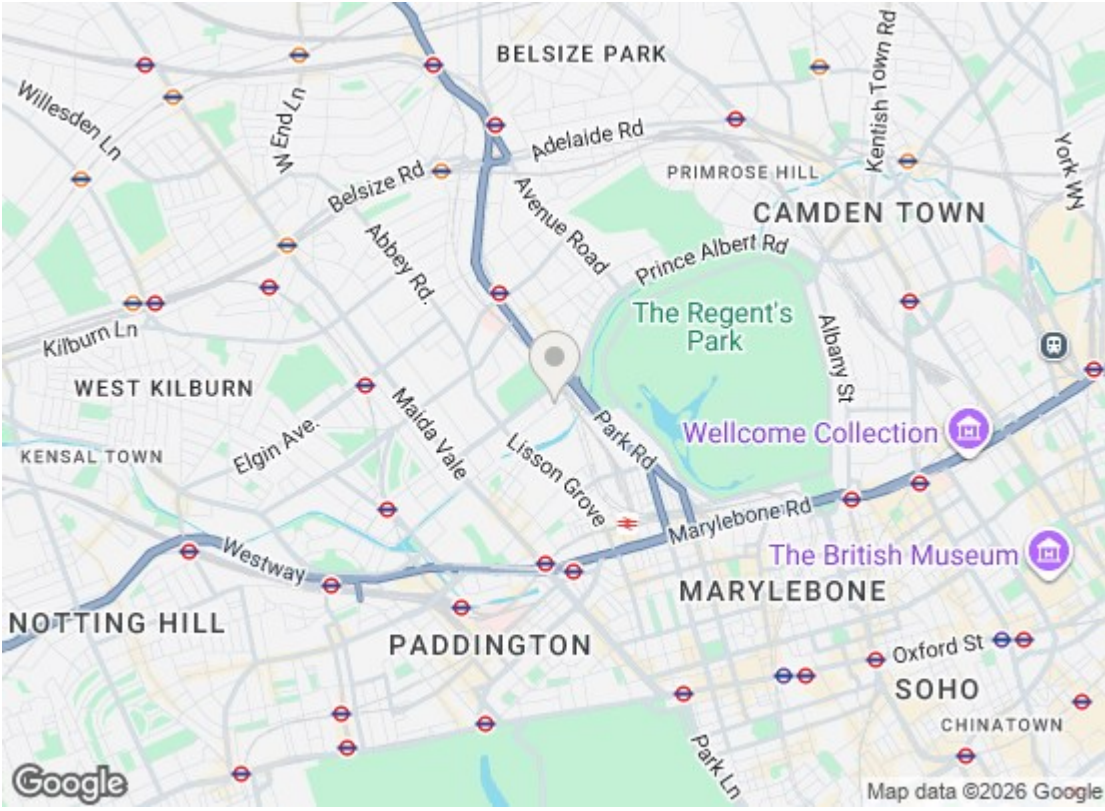 BELSIZE PARK
Willesden Ln
W End Ln
Adelaide Rd
Kentish Town Rd
York Wy
Belsize Rd
PRIMROSE HILL
Avenue Road
CAMDEN TOWN
Abbey Rd.
Prince Albert Rd
The Regent's
Park
Albany St
Kilburn Ln
WEST KILBURN
Maida Vale
Elgin Ave.
Lisson Grove
Park Rd
Wellcome Collection
KENSAL TOWN
Marylebone Rd
Westway
The British Museum
MARYLEBONE
NOTTING HILL
PADDINGTON
Oxford St
SOHO
CHINATOWN
Park Ln
Google
Map data ©2026 Google